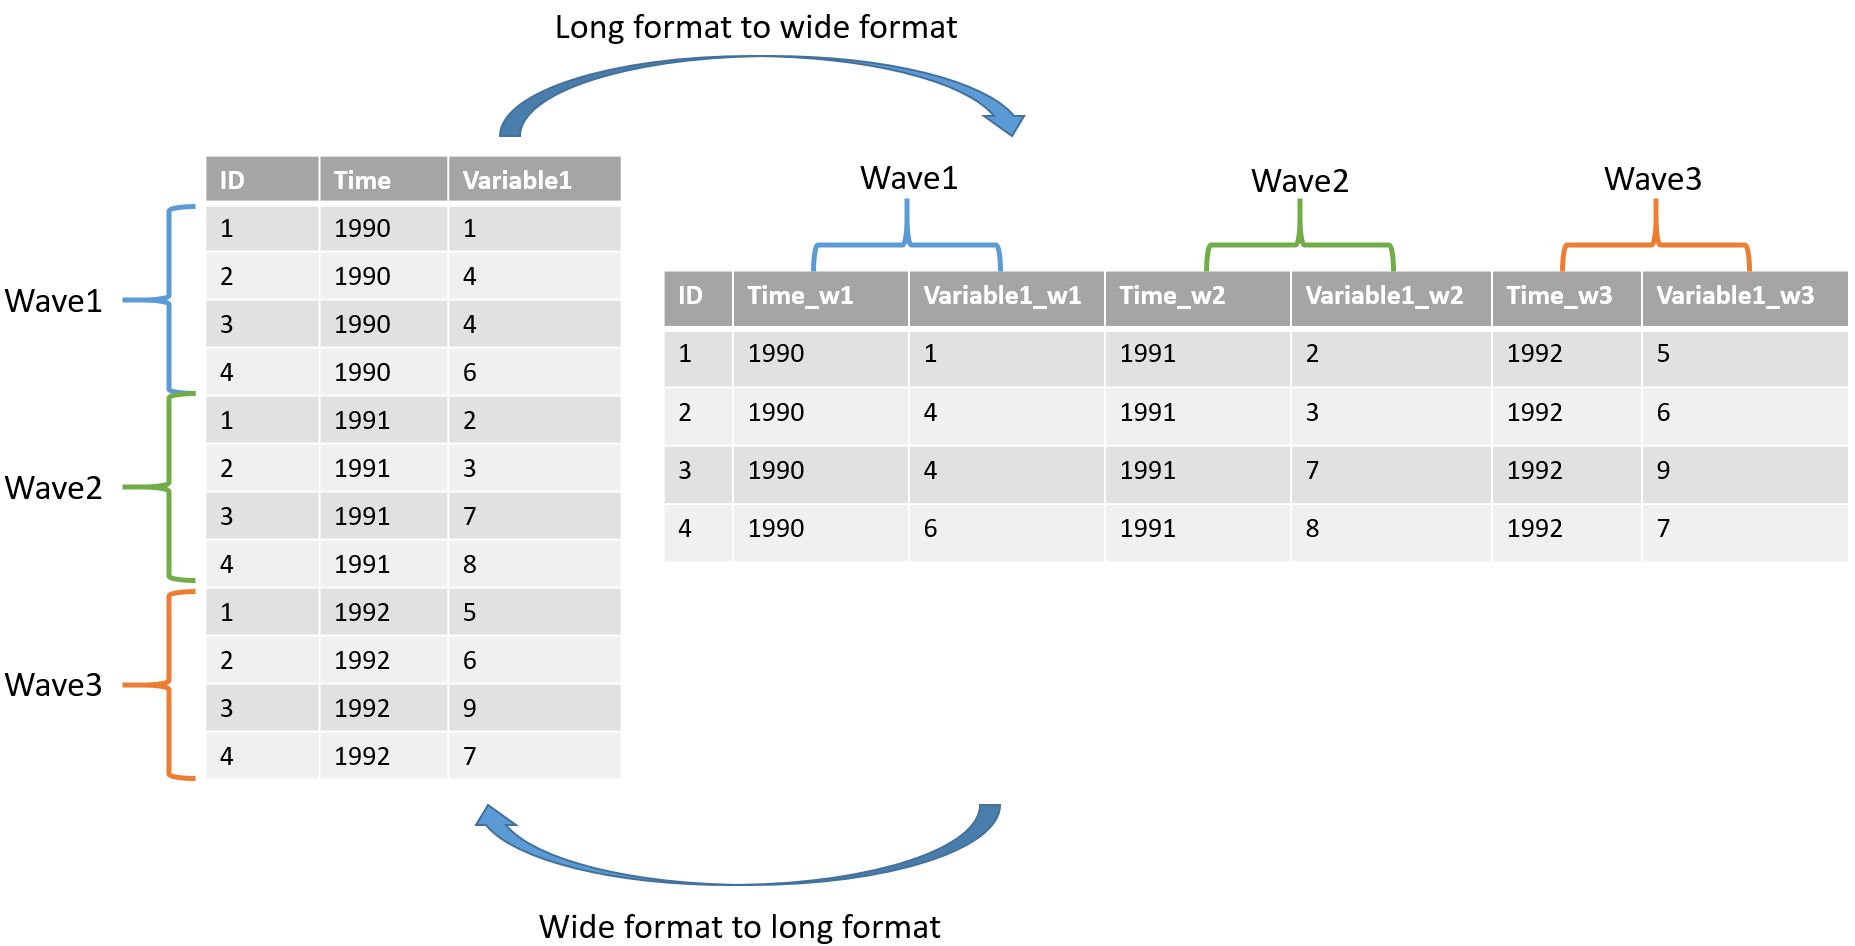 Long format to wide format
ID Time Variable1
1 1990 1
2 1990 4
3 1990 4
4 1990 6
1 1991 2
2 1991 3
3 1991 7
4 1991 8
1 1992 5
2 1992 6
3 1992 9
4 1992 7
Wave1
Wave2
Wave3
Wave1 Wave2 Wave3
ID Time_w1 Variable1_w1 Time_w2 Variable1_w2 Time_w3 Variable1_w3
1 1990 1 1991 2 1992 5
2 1990 4 1991 3 1992 6
3 1990 4 1991 7 1992 9
4 1990 6 1991 8 1992 7
Wide format to long format